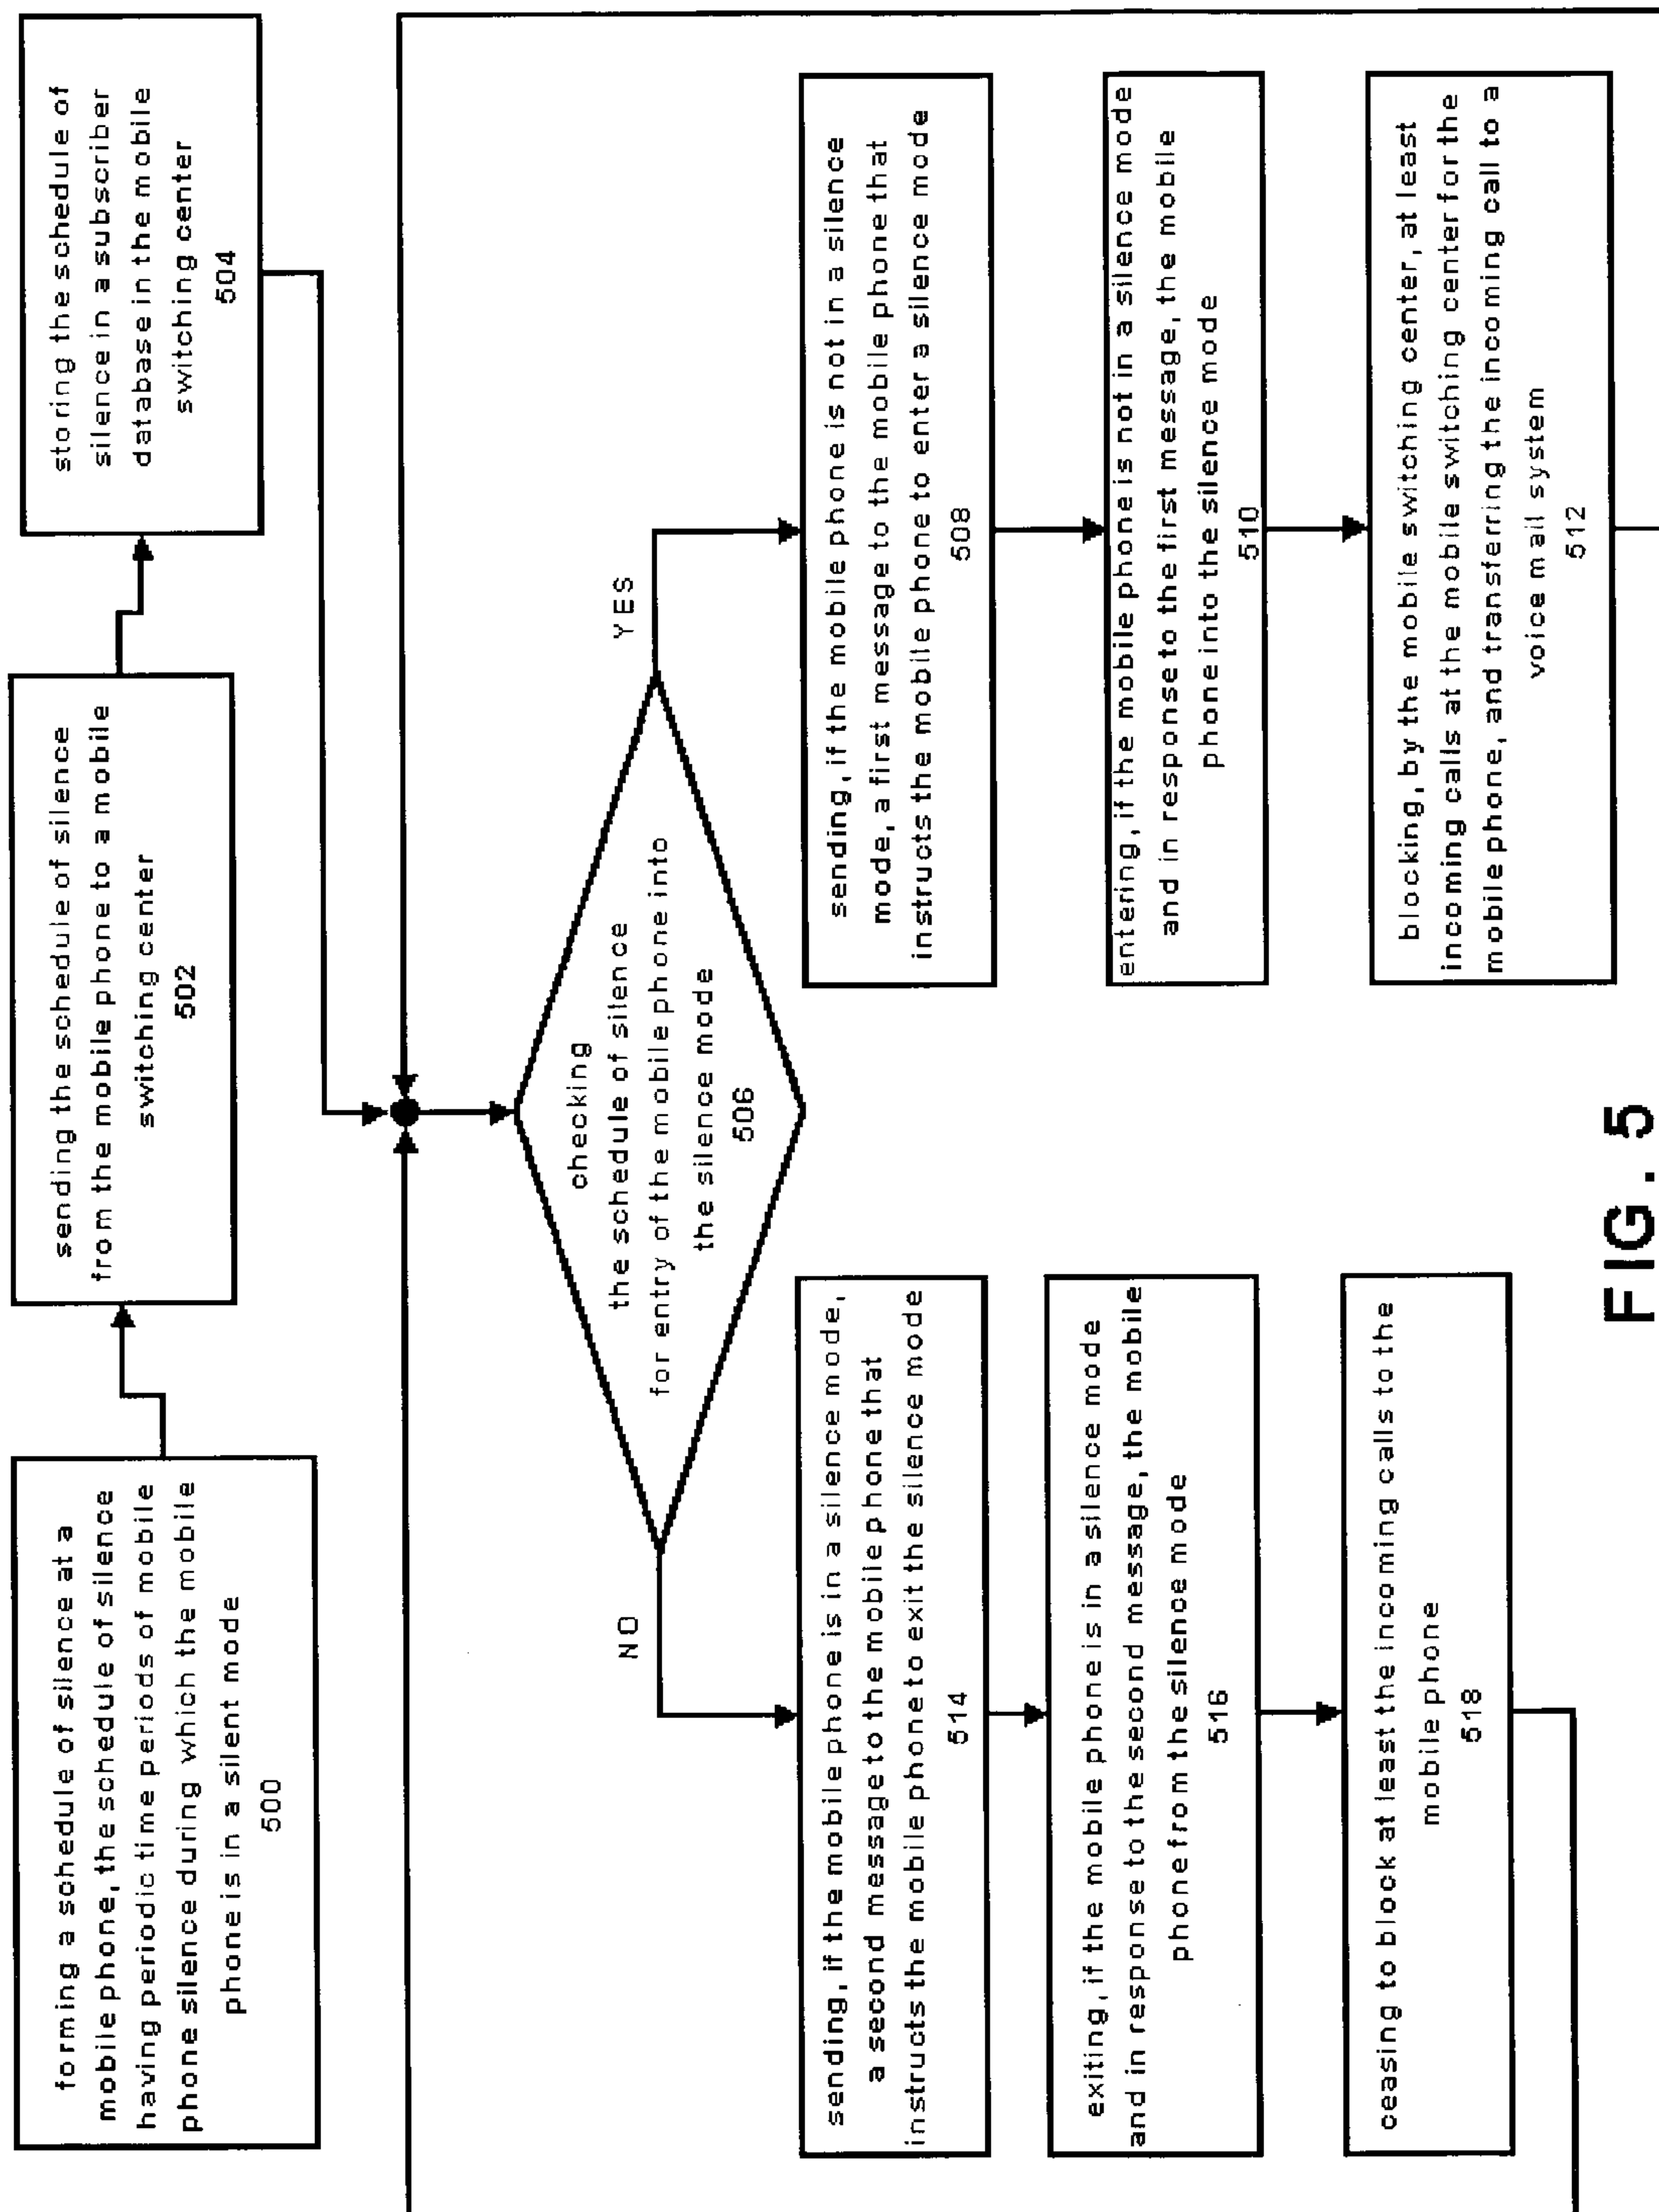 forming a schedule of silence at a
mobile phone, the schedule of silence
having periodic time periods of mobile
phone silence during which the mobile
phone is in a silent mode
500
sending the schedule of silence
from the mobile phone to a mobile
switching center
502
storing the schedule of
silence in a subscriber
database in the mobile
switching center
504
checking
the schedule of silence
for entry of the mobile phone into
the silence mode
506
NO
YES
sending, if the mobile phone is in a silence mode,
a second message to the mobile phone that
instructs the mobile phone to exit the silence mode
514
exiting, if the mobile phone is in a silence mode
and in response to the second message, the mobile
phone from the silence mode
516
ceasing to block at least the incoming calls to the
mobile phone
518
sending, if the mobile phone is not in a silence
mode, a first message to the mobile phone that
instructs the mobile phone to enter a silence mode
508
entering, if the mobile phone is not in a silence mode
and in response to the first message, the mobile
phone into the silence mode
510
blocking, by the mobile switching center, at least
incoming calls at the mobile switching center for the
mobile phone, and transferring the incoming call to a
voice mail system
512
FIG. 5